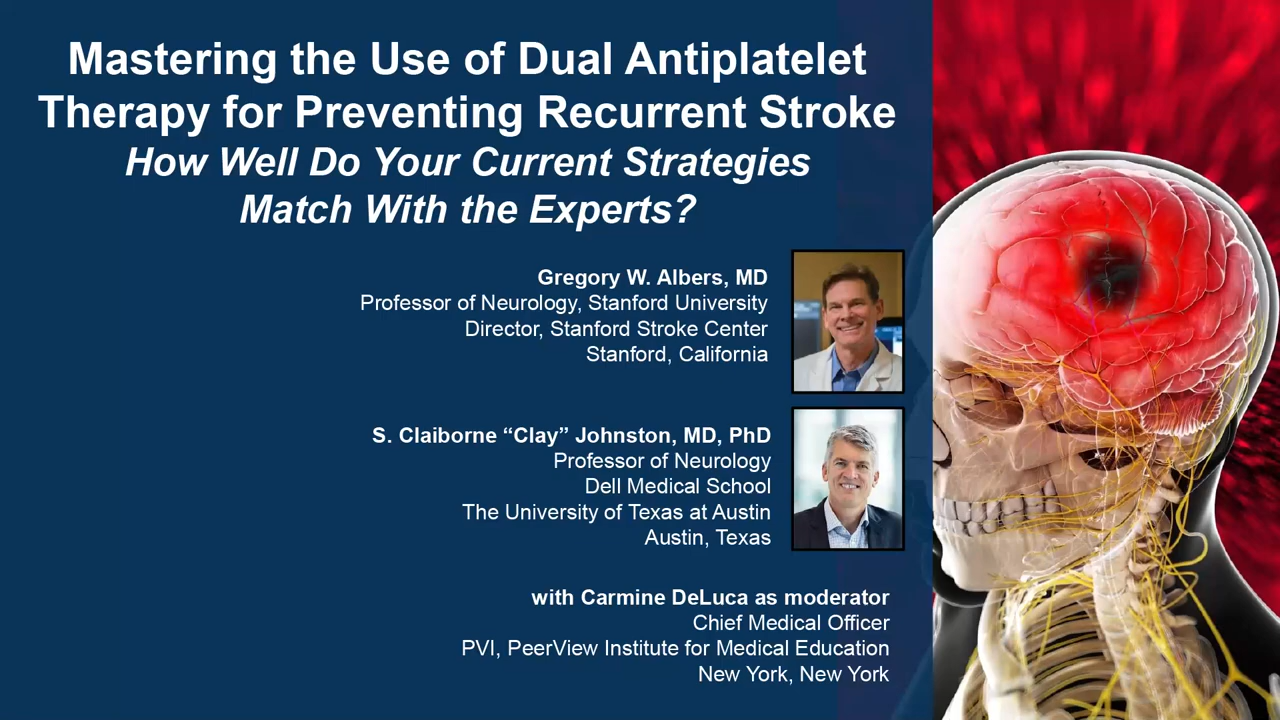 Mastering the Use of Dual Antiplatelet
Therapy for Preventing Recurrent Stroke
How Well Do Your Current Strategies
Match With the Experts?
Gregory W. Albers, MD
Professor of Neurology, Stanford University
Director, Stanford Stroke Center
Stanford, California
S. Claiborne “Clay” Johnston, MD, PhD
Professor of Neurology
Dell Medical School
The University of Texas at Austin
Austin, Texas
with Carmine DeLuca as moderator
Chief Medical Officer
PVI, PeerView Institute for Medical Education
New York, New York